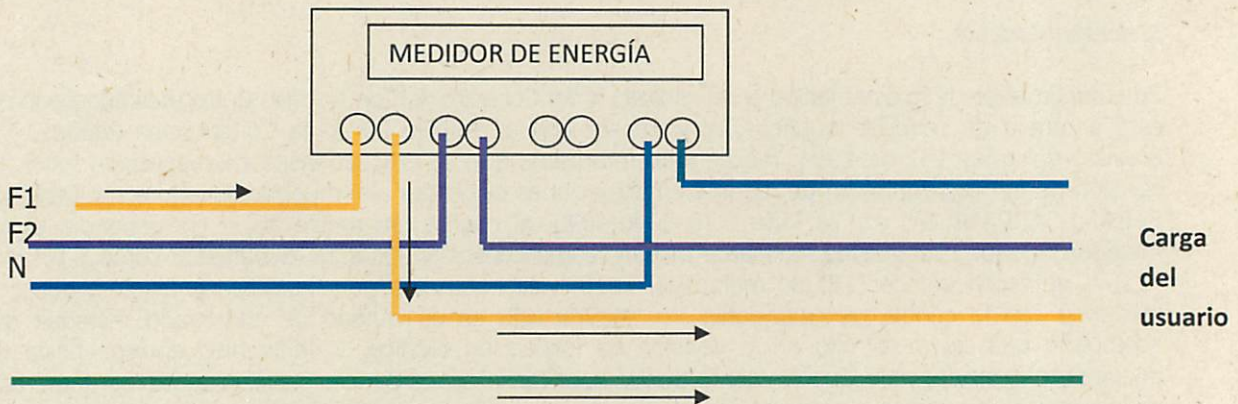 MEDIDOR DE ENERGÍA
F1
F2
N
Carga
del
usuario